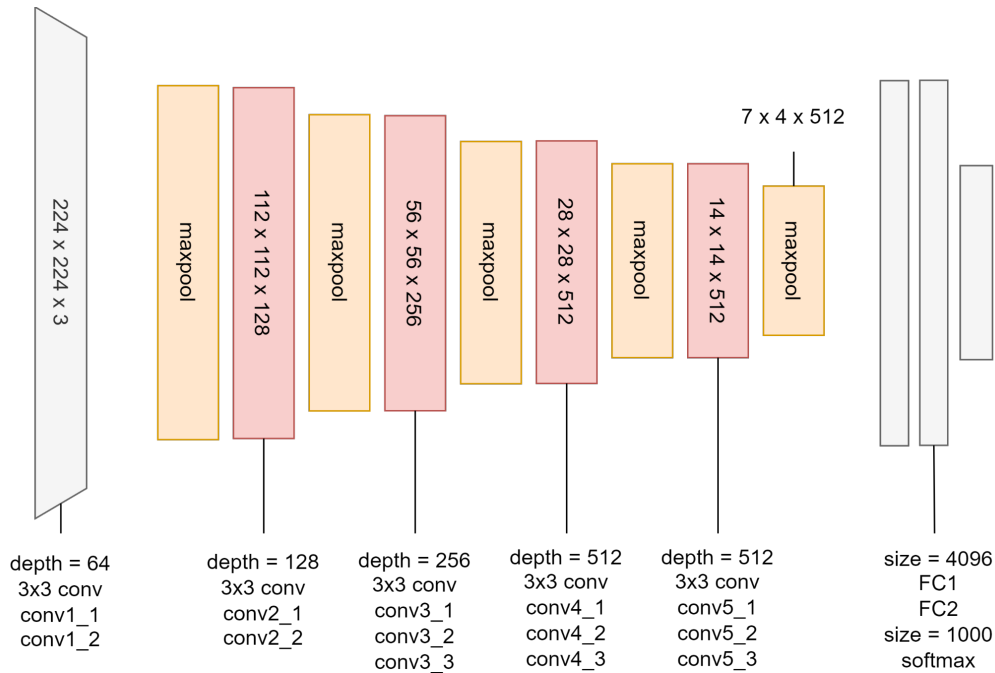 224 x 224 x 3
maxpool
112 x 112 x 128
maxpool
56 x 56 x 256
maxpool
28 x 28 x 512
maxpool
14 x 14 x 512
maxpool
7 x 4 x 512
depth = 64
3x3 conv
conv1_1
conv1_2
depth = 128
3x3 conv
conv2_1
conv2_2
depth = 256
3x3 conv
conv3_1
conv3_2
conv3_3
depth = 512
3x3 conv
conv4_1
conv4_2
conv4_3
depth = 512
3x3 conv
conv5_1
conv5_2
conv5_3
size = 4096
FC1
FC2
size = 1000
softmax